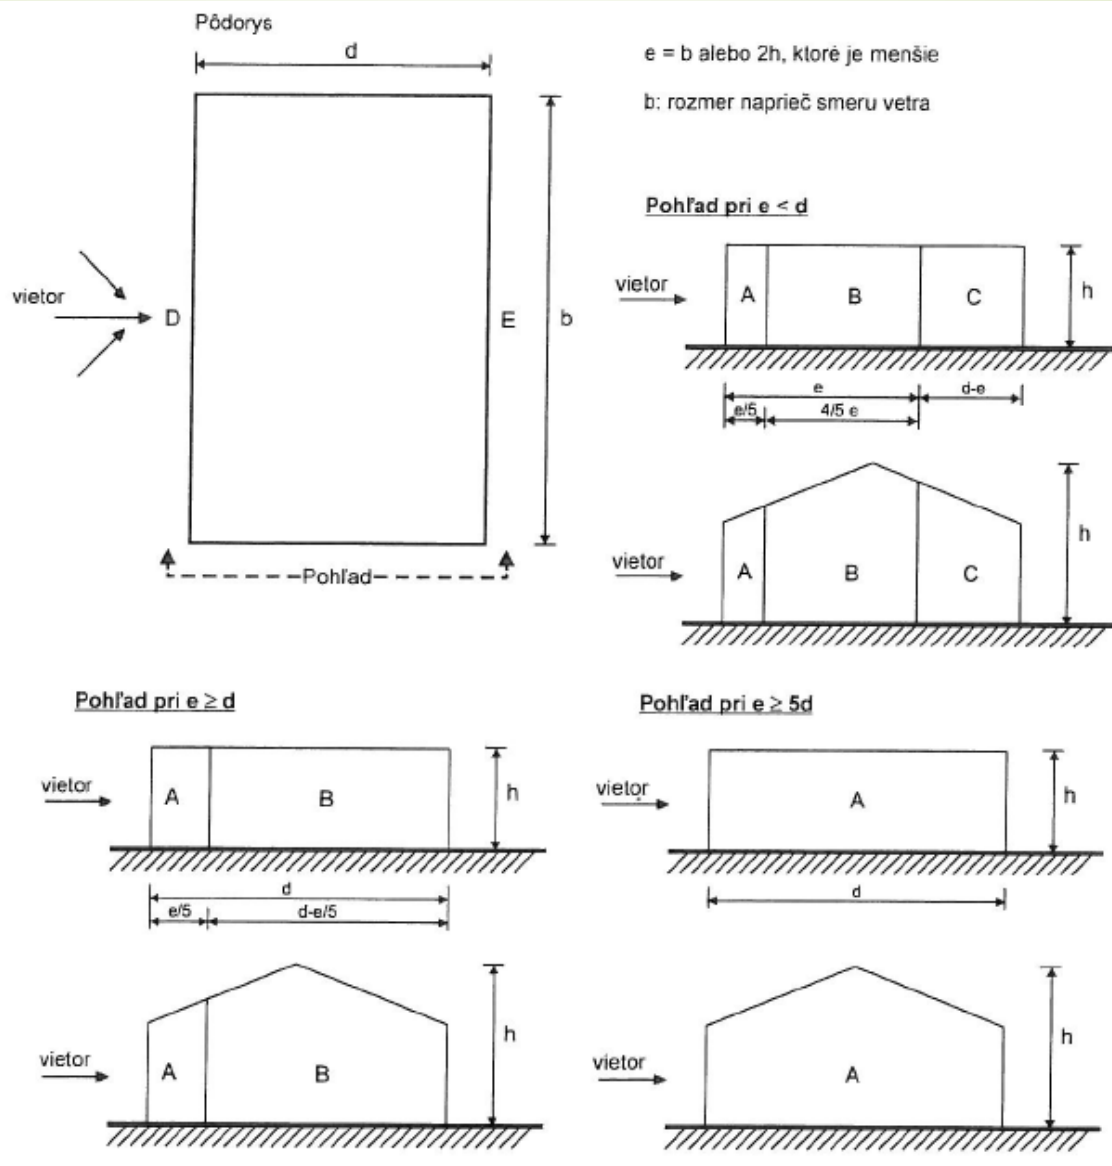 Pôdorys
d
e = b alebo 2h, ktoré je menšie
b: rozmer naprieč smeru vetra
vietor
D
E
b
Pohľad
Pohľad pri e < d
vietor
A
B
C
h
e
d-e
e/5
4/5 e
vietor
A
B
C
h
Pohľad pri e ≥ d
vietor
A
B
h
d
e/5
d-e/5
vietor
A
B
h
Pohľad pri e ≥ 5d
vietor
A
h
d
vietor
A
h